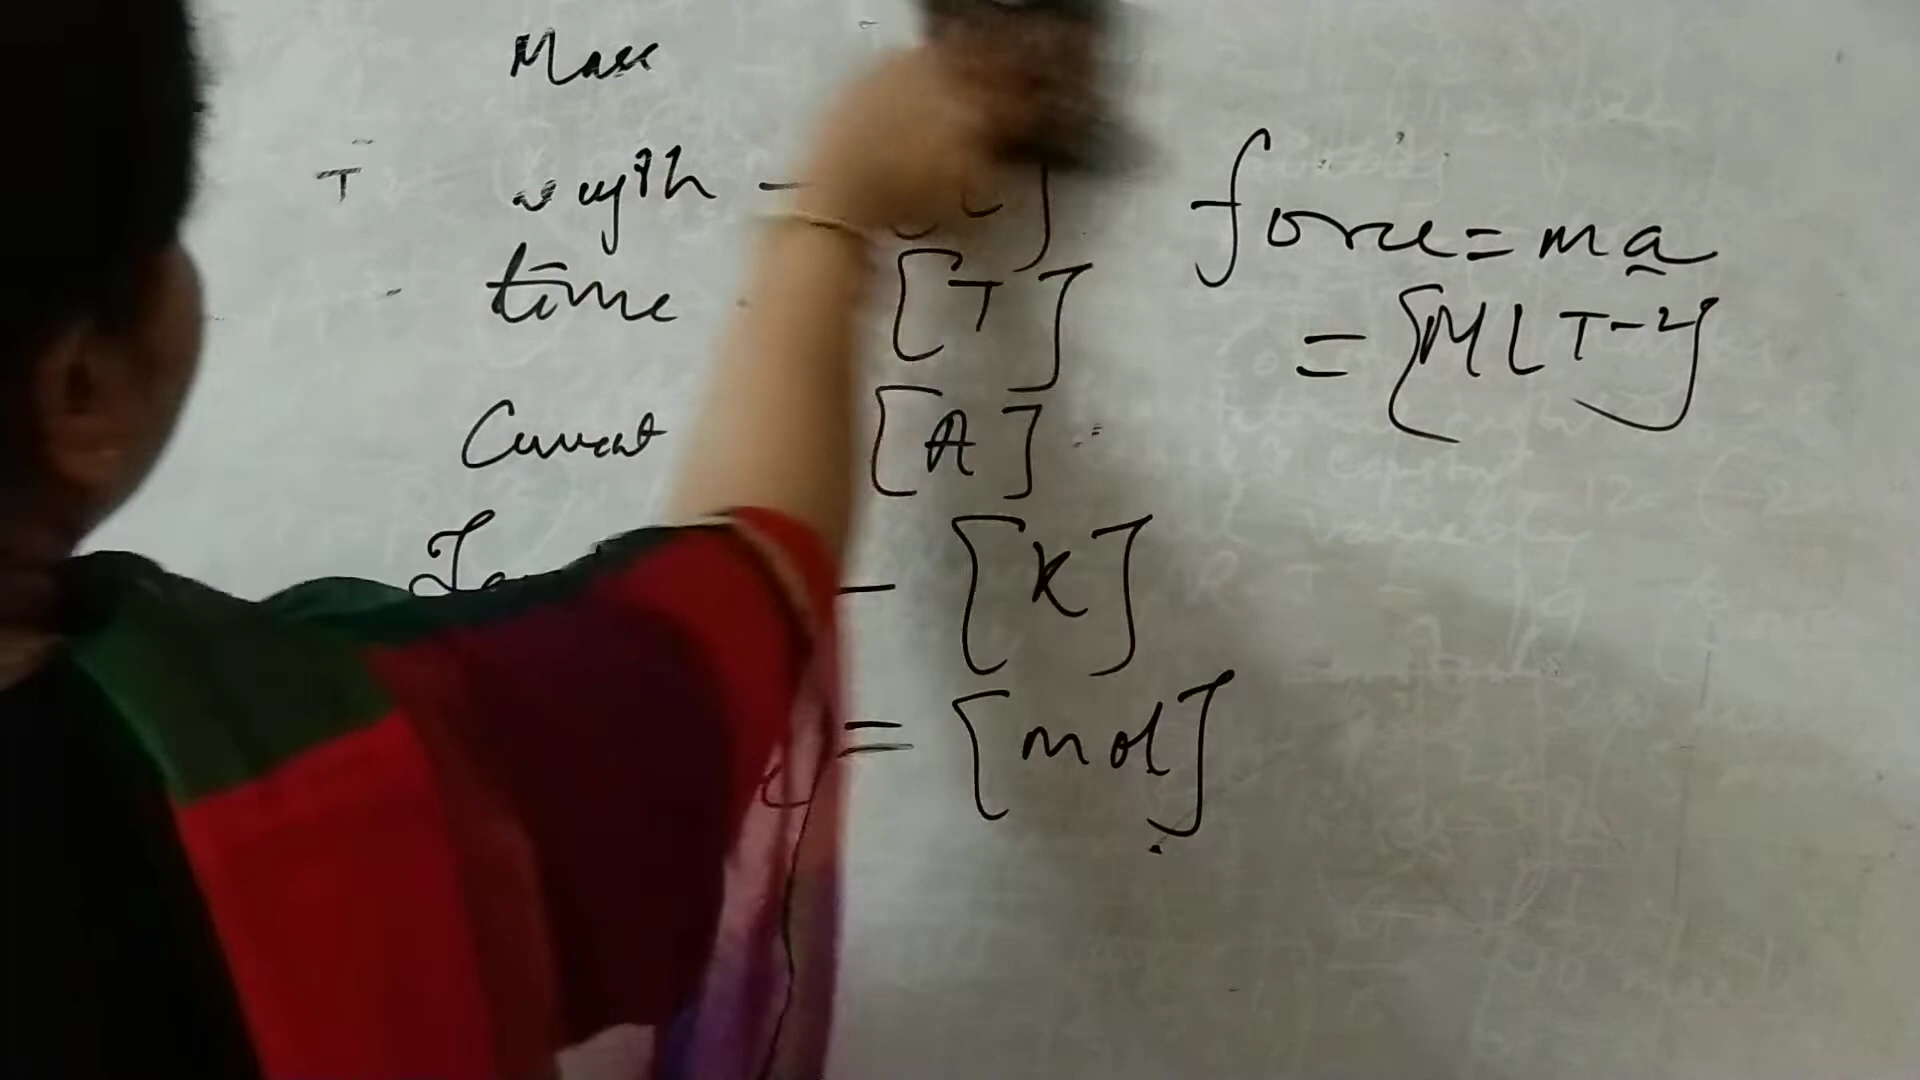 Mass
T
length -
time [T]
Current [A]
- [K]
= [mol]
force = ma
= [MLT-2]